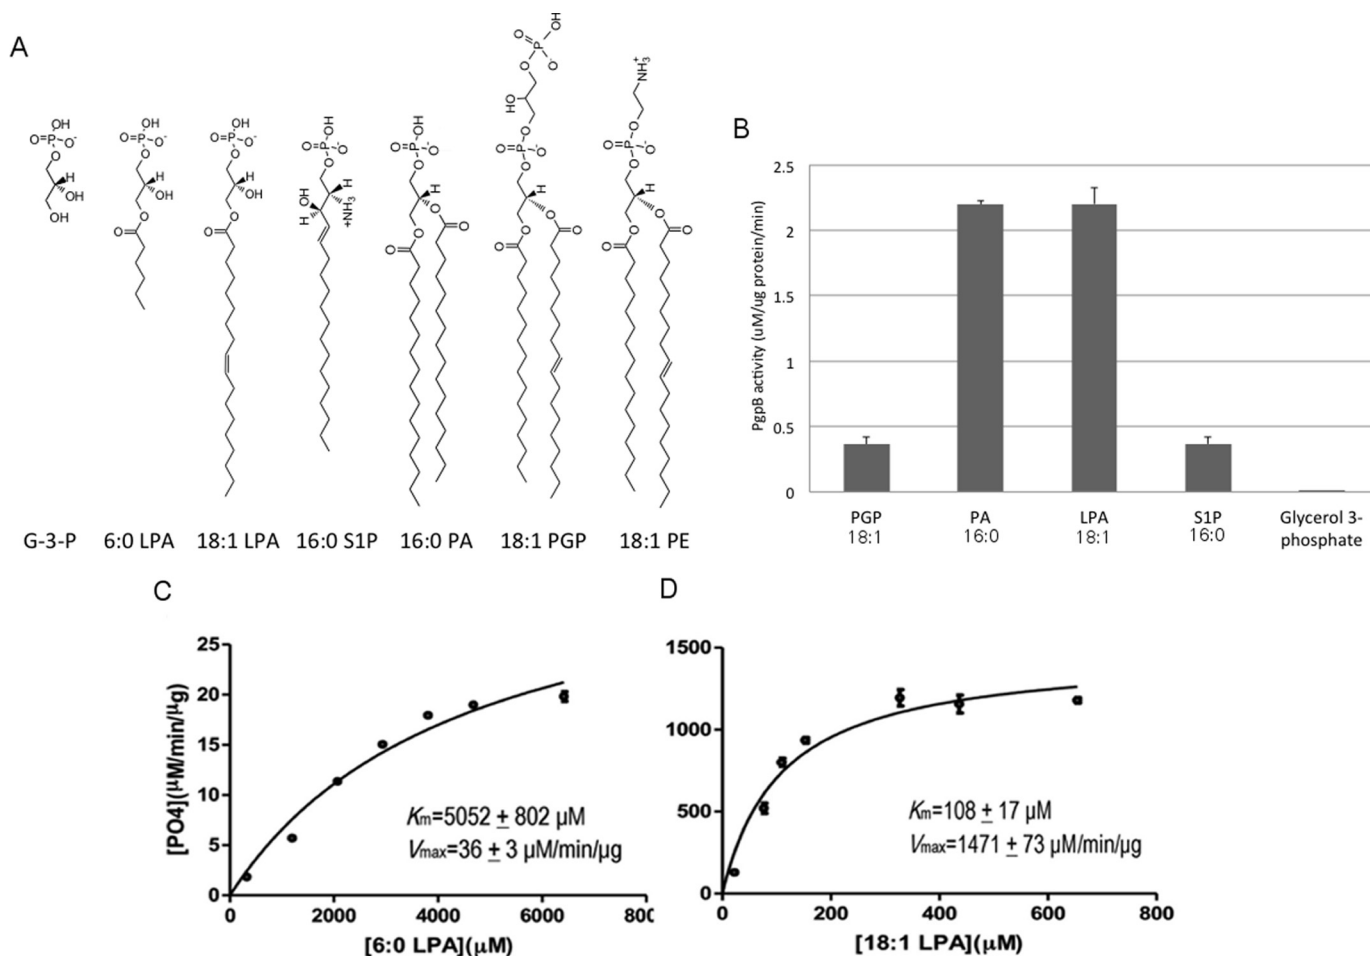 A
G-3-P 6:0 LPA 18:1 LPA 16:0 S1P 16:0 PA 18:1 PGP 18:1 PE
B
PgpB activity (uM/ug protein/min)
2.5
2
1.5
1
0.5
0
PGP PA LPA S1P Glycerol 3-
18:1 16:0 18:1 16:0 phosphate
C
[PO4](μM/min/μg)
25
20
15
10
5
0
0 2000 4000 6000 800
Km=5052 ± 802 μM
Vmax=36 ± 3 μM/min/μg
[6:0 LPA](μM)
D
1500
1000
500
0
0 200 400 600 800
Km=108 ± 17 μM
Vmax=1471 ± 73 μM/min/μg
[18:1 LPA](μM)